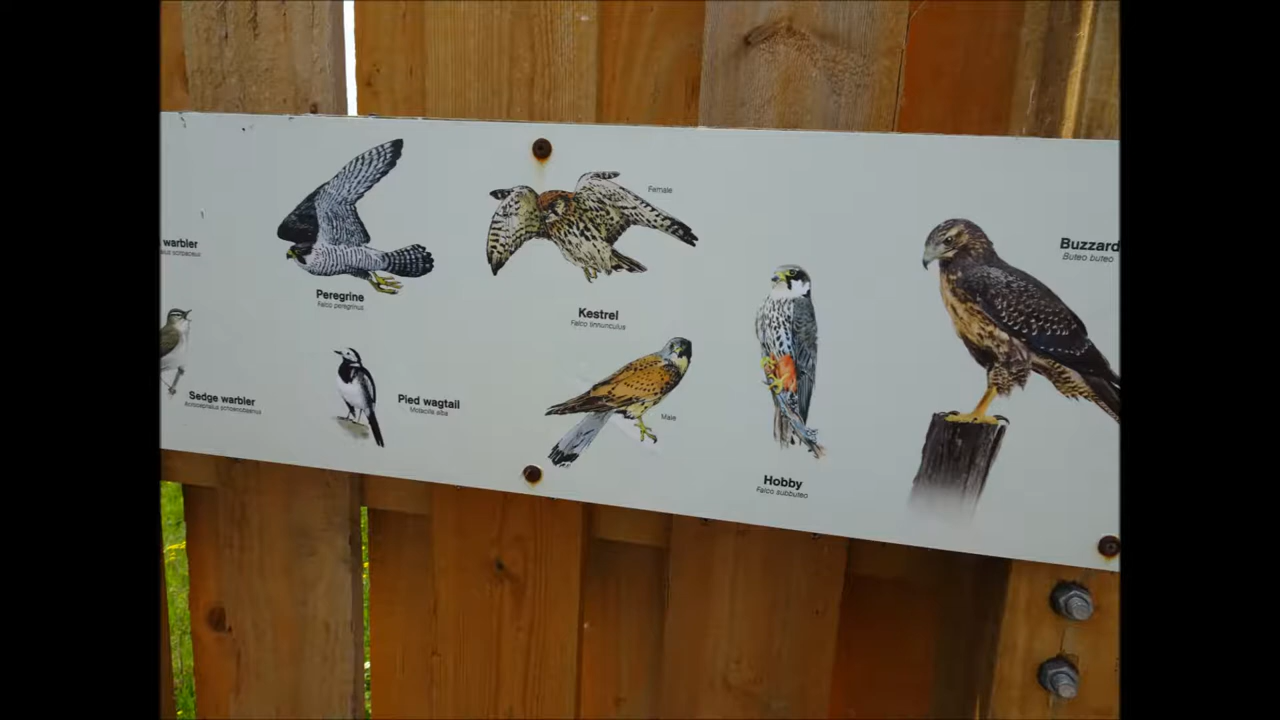 warbler
Peregrine
Falco peregrinus
Sedge warbler
Acrocephalus schoenobaenus
Pied wagtail
Motacilla alba
Female
Kestrel
Falco tinnunculus
Male
Hobby
Falco subbuteo
Buzzard
Buteo buteo